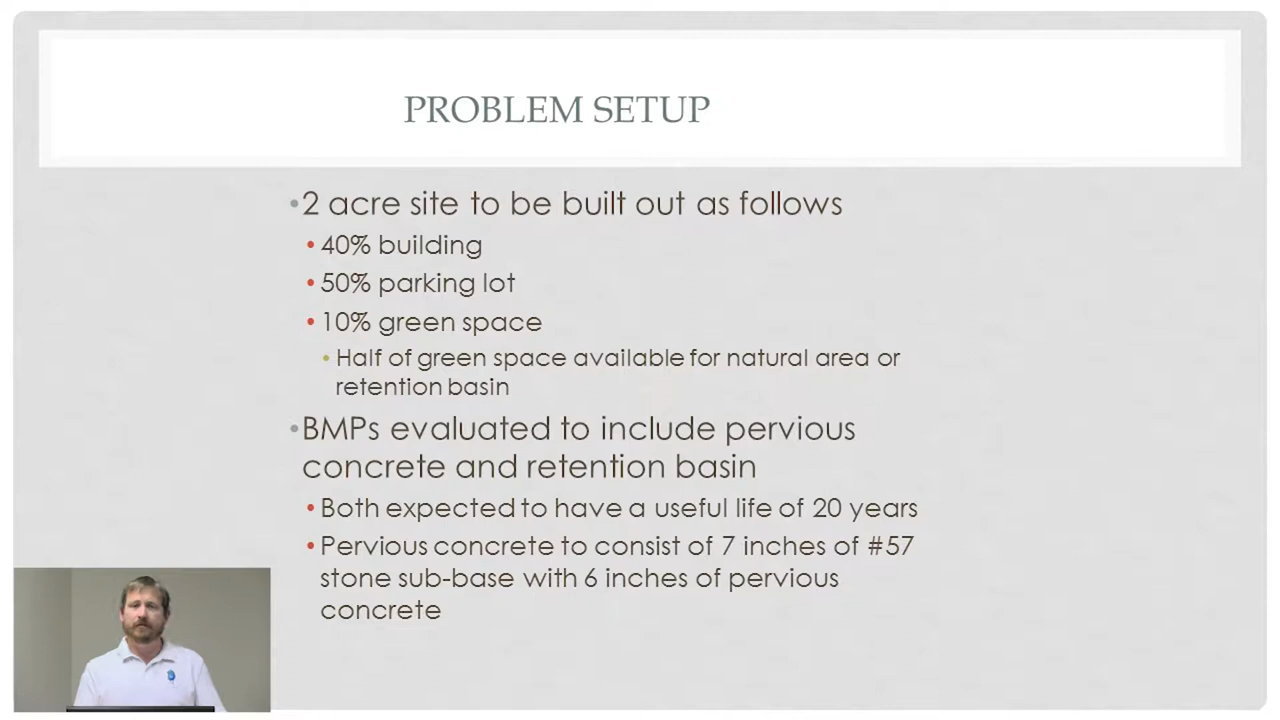 PROBLEM SETUP
•2 acre site to be built out as follows
• 40% building
• 50% parking lot
• 10% green space
• Half of green space available for natural area or
retention basin
•BMPs evaluated to include pervious
concrete and retention basin
• Both expected to have a useful life of 20 years
• Pervious concrete to consist of 7 inches of #57
stone sub-base with 6 inches of pervious
concrete